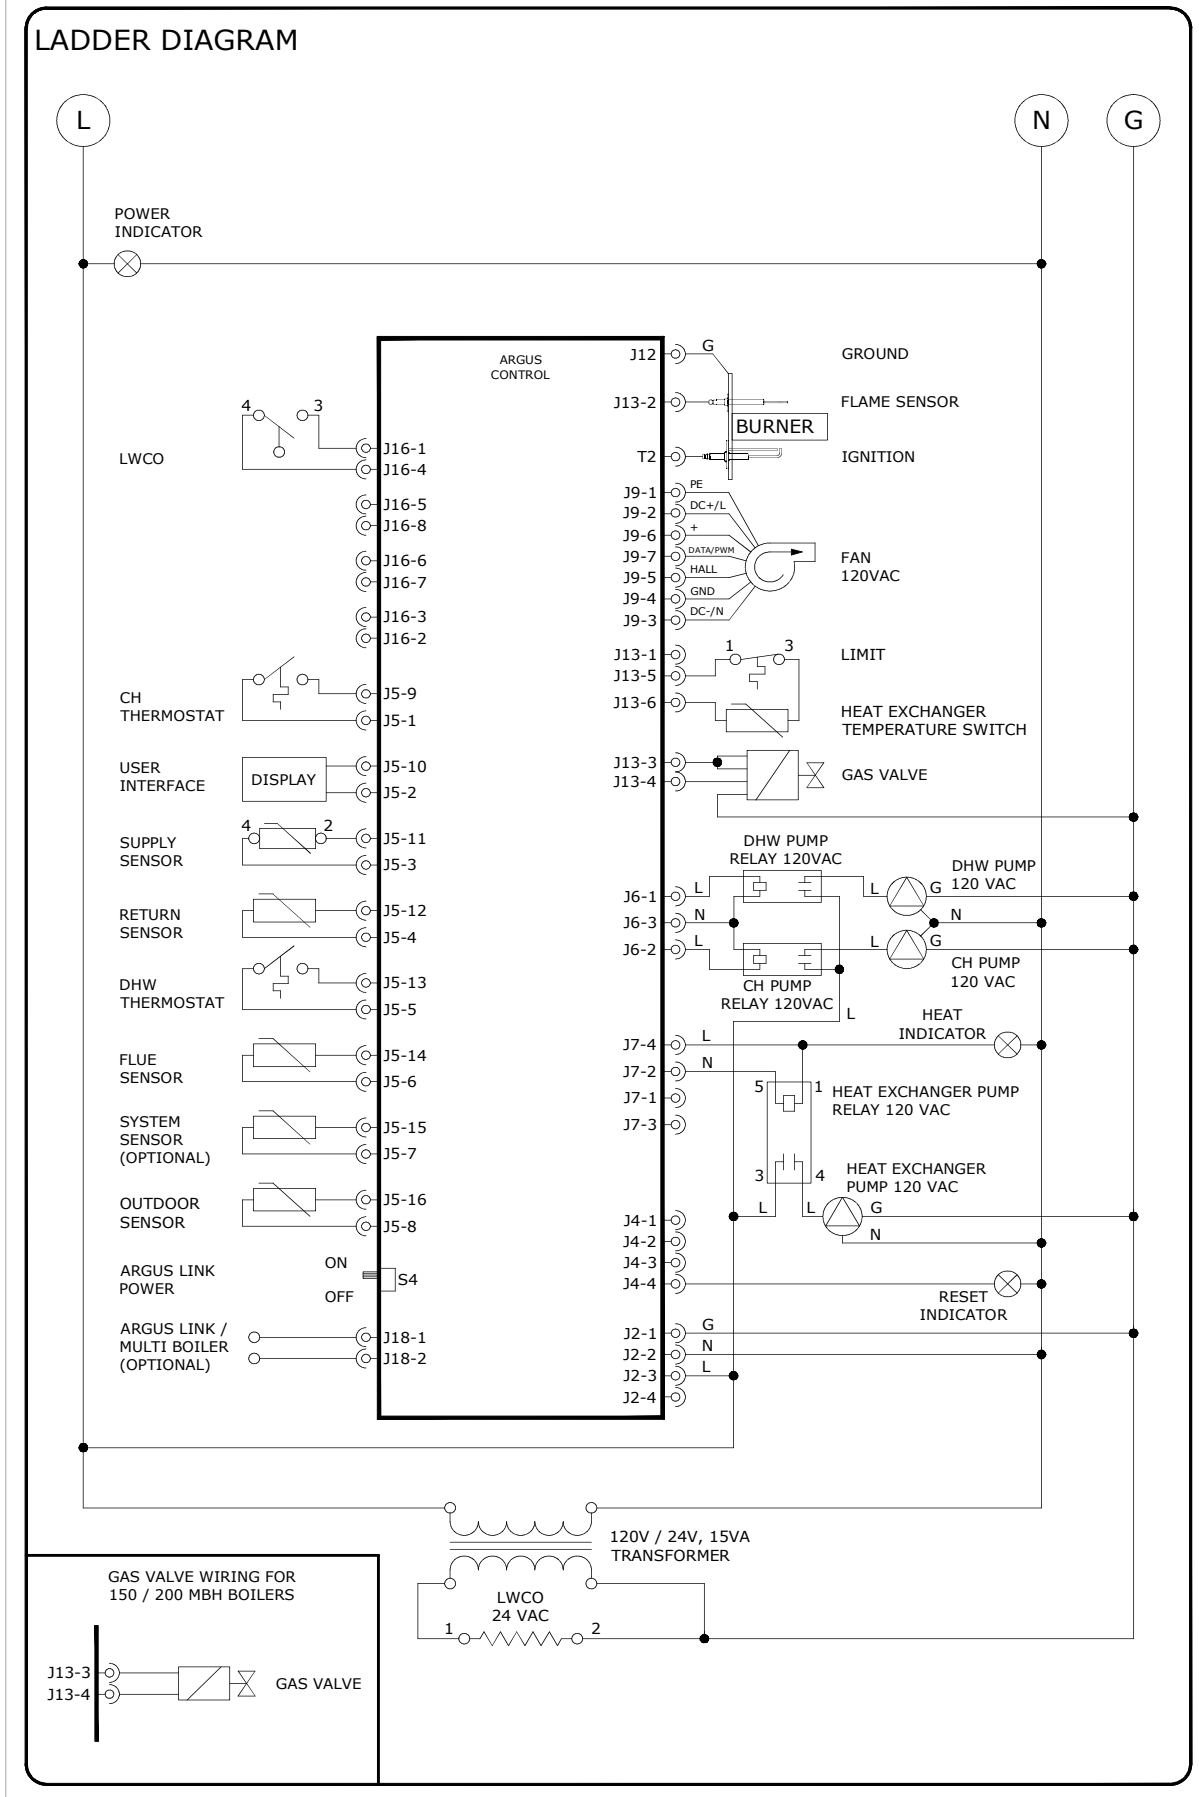 LADDER DIAGRAM
L
N
G
POWER
INDICATOR
ARGUS
CONTROL
LWCO
4
3
J16-1
J16-4
J16-5
J16-8
J16-6
J16-7
J16-3
J16-2
CH
THERMOSTAT
J5-9
J5-1
USER
INTERFACE
DISPLAY
J5-10
J5-2
SUPPLY
SENSOR
4
2
J5-11
J5-3
RETURN
SENSOR
J5-12
J5-4
DHW
THERMOSTAT
J5-13
J5-5
FLUE
SENSOR
J5-14
J5-6
SYSTEM
SENSOR
(OPTIONAL)
J5-15
J5-7
OUTDOOR
SENSOR
J5-16
J5-8
ARGUS LINK
POWER
ON
OFF
S4
ARGUS LINK /
MULTI BOILER
(OPTIONAL)
J18-1
J18-2
J12
G
GROUND
J13-2
FLAME SENSOR
BURNER
T2
IGNITION
J9-1
PE
J9-2
DC+/L
J9-6
+
J9-7
DATA/PWM
J9-5
HALL
J9-4
GND
J9-3
DC-/N
FAN
120VAC
J13-1
J13-5
J13-6
1
3
LIMIT
HEAT EXCHANGER
TEMPERATURE SWITCH
J13-3
J13-4
GAS VALVE
DHW PUMP
RELAY 120VAC
J6-1
L
J6-3
N
J6-2
L
L
G
DHW PUMP
120 VAC
N
L
G
CH PUMP
120 VAC
CH PUMP
RELAY 120VAC
L
HEAT
INDICATOR
J7-4
L
J7-2
N
J7-1
J7-3
5
1
HEAT EXCHANGER PUMP
RELAY 120 VAC
3
4
HEAT EXCHANGER
PUMP 120 VAC
L
L
G
N
J4-1
J4-2
J4-3
J4-4
RESET
INDICATOR
J2-1
G
J2-2
N
J2-3
L
J2-4
120V / 24V, 15VA
TRANSFORMER
LWCO
24 VAC
1
2
GAS VALVE WIRING FOR
150 / 200 MBH BOILERS
J13-3
J13-4
GAS VALVE